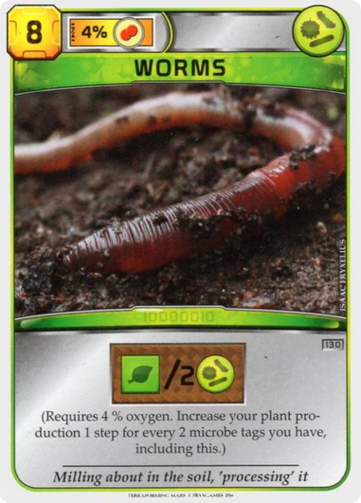 8 4%
WORMS
ISAAC FRYXELIUS
10000010
130
/2
(Requires 4 % oxygen. Increase your plant pro-
duction 1 step for every 2 microbe tags you have,
including this.)
Milling about in the soil, 'processing' it
TERRAFORMING MARS © FRYXGAMES 2016